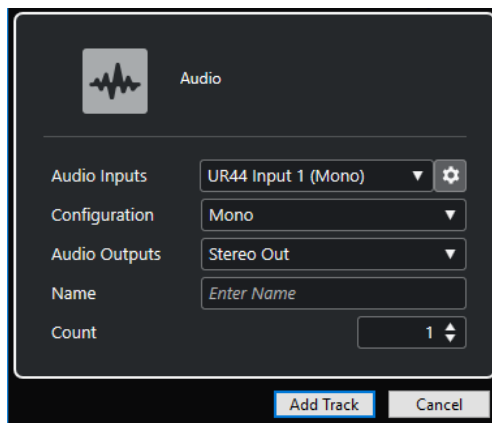 Audio
Audio Inputs UR44 Input 1 (Mono)
Configuration Mono
Audio Outputs Stereo Out
Name Enter Name
Count 1
Add Track Cancel